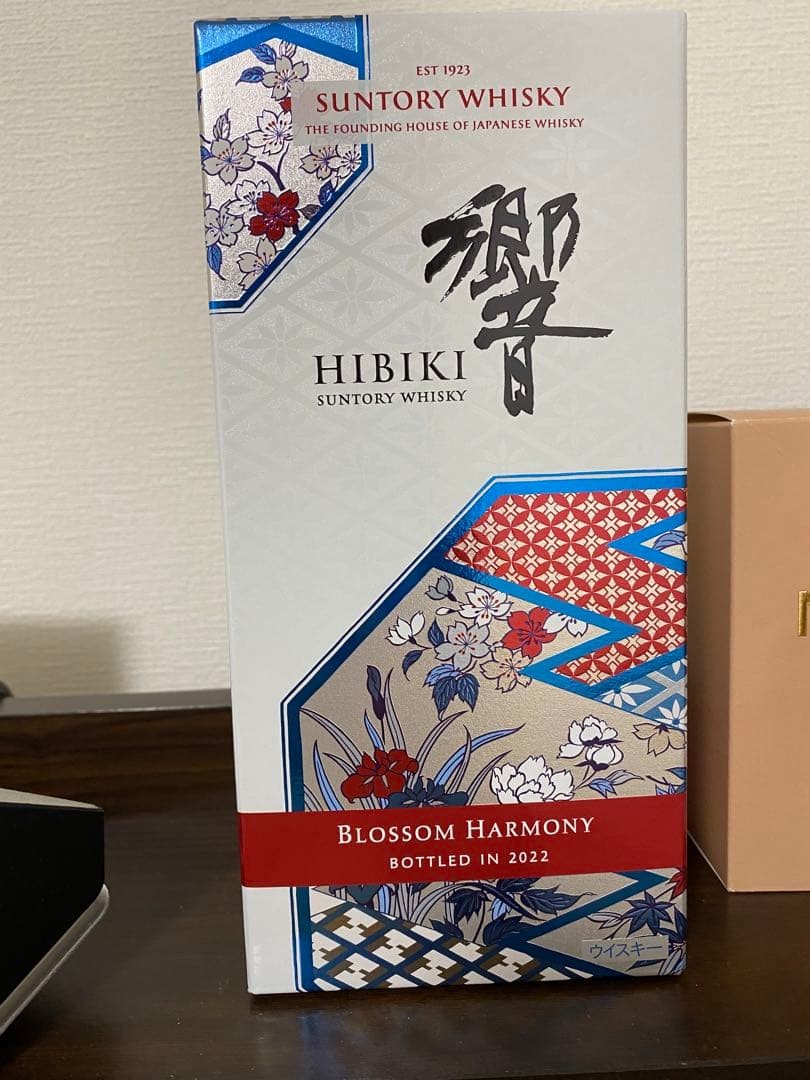 EST 1923
SUNTORY WHISKY
THE FOUNDING HOUSE OF JAPANESE WHISKY
響
HIBIKI
SUNTORY WHISKY
BLOSSOM HARMONY
BOTTLED IN 2022
ウイスキー